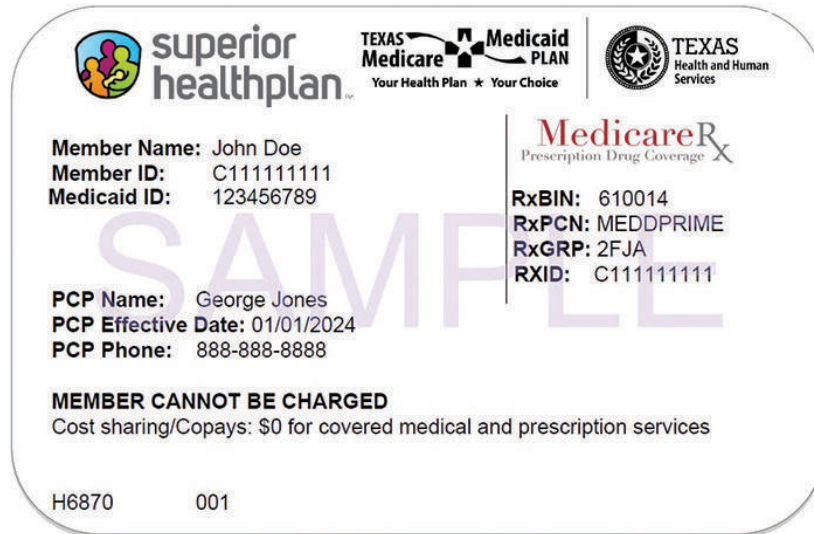 superior
healthplan
TEXAS Medicaid
Medicare PLAN
Your Health Plan ★ Your Choice
TEXAS
Health and Human
Services
Member Name: John Doe
Member ID: C111111111
Medicaid ID: 123456789
MedicareRx
Prescription Drug Coverage
RxBIN: 610014
RxPCN: MEDDPRIME
RxGRP: 2FJA
RXID: C111111111
SAMPLE
PCP Name: George Jones
PCP Effective Date: 01/01/2024
PCP Phone: 888-888-8888
MEMBER CANNOT BE CHARGED
Cost sharing/Copays: $0 for covered medical and prescription services
H6870 001